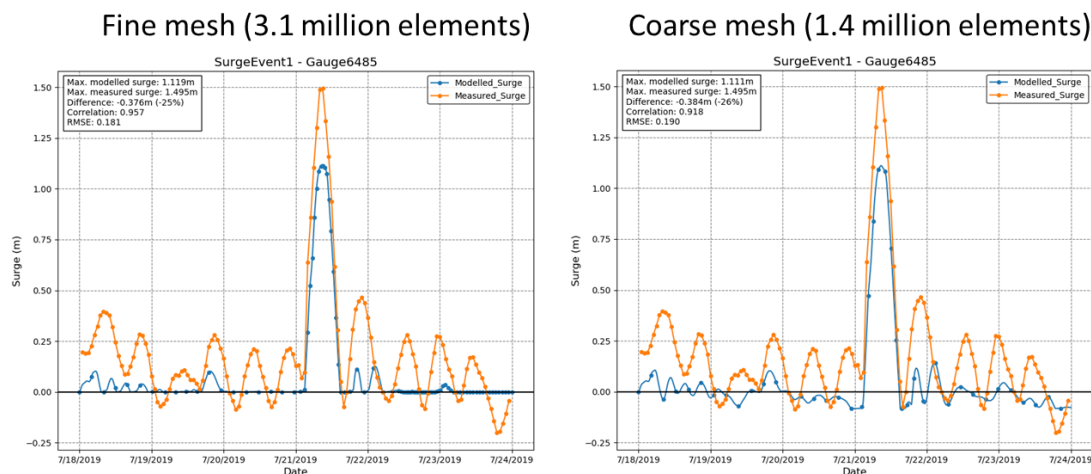 Fine mesh (3.1 million elements)
SurgeEvent1 - Gauge6485
Max. modelled surge: 1.119m
Max. measured surge: 1.495m
Difference: -0.376m (-25%)
Correlation: 0.957
RMSE: 0.181
Modelled_Surge
Measured_Surge
Surge (m)
1.50
1.25
1.00
0.75
0.50
0.25
0.00
-0.25
7/18/2019 7/19/2019 7/20/2019 7/21/2019 7/22/2019 7/23/2019 7/24/2019
Date
Coarse mesh (1.4 million elements)
SurgeEvent1 - Gauge6485
Max. modelled surge: 1.111m
Max. measured surge: 1.495m
Difference: -0.384m (-26%)
Correlation: 0.918
RMSE: 0.190
Modelled_Surge
Measured_Surge
Surge (m)
1.50
1.25
1.00
0.75
0.50
0.25
0.00
-0.25
7/18/2019 7/19/2019 7/20/2019 7/21/2019 7/22/2019 7/23/2019 7/24/2019
Date